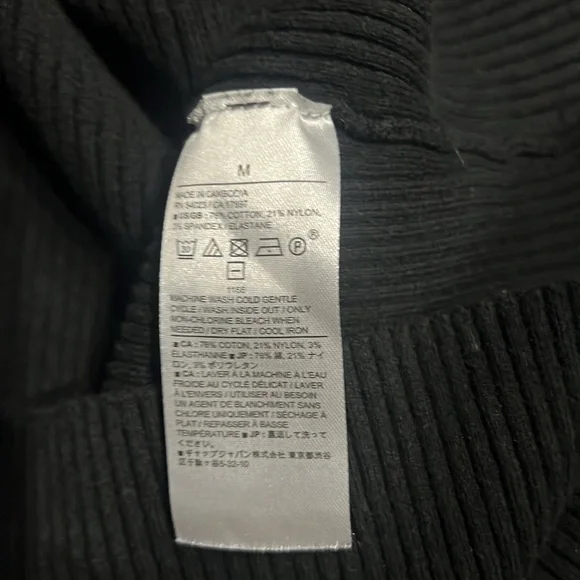 M
MADE IN CAMBODIA
RN 54023 / CA 17897
■ US/GB : 76% COTTON, 21% NYLON,
3% SPANDEX / ELASTANE
30 P ®
1156
MACHINE WASH COLD GENTLE
CYCLE / WASH INSIDE OUT / ONLY
NON-CHLORINE BLEACH WHEN
NEEDED / DRY FLAT / COOL IRON
■ CA : 76% COTTON, 21% NYLON, 3%
ELASTHANNE ■ JP : 76% 綿, 21% ナイ
ロン, 3% ポリウレタン
■ CA : LAVER À LA MACHINE À L'EAU
FROIDE AU CYCLE DÉLICAT / LAVER
À L'ENVERS / UTILISER AU BESOIN
UN AGENT DE BLANCHIMENT SANS
CHLORE UNIQUEMENT / SÉCHAGE À
PLAT / REPASSER À BASSE
TEMPÉRATURE ■ JP : 裏返して洗ってく
ださい。
■ ギャップジャパン株式会社 東京都渋谷
区千駄ヶ谷5-32-10